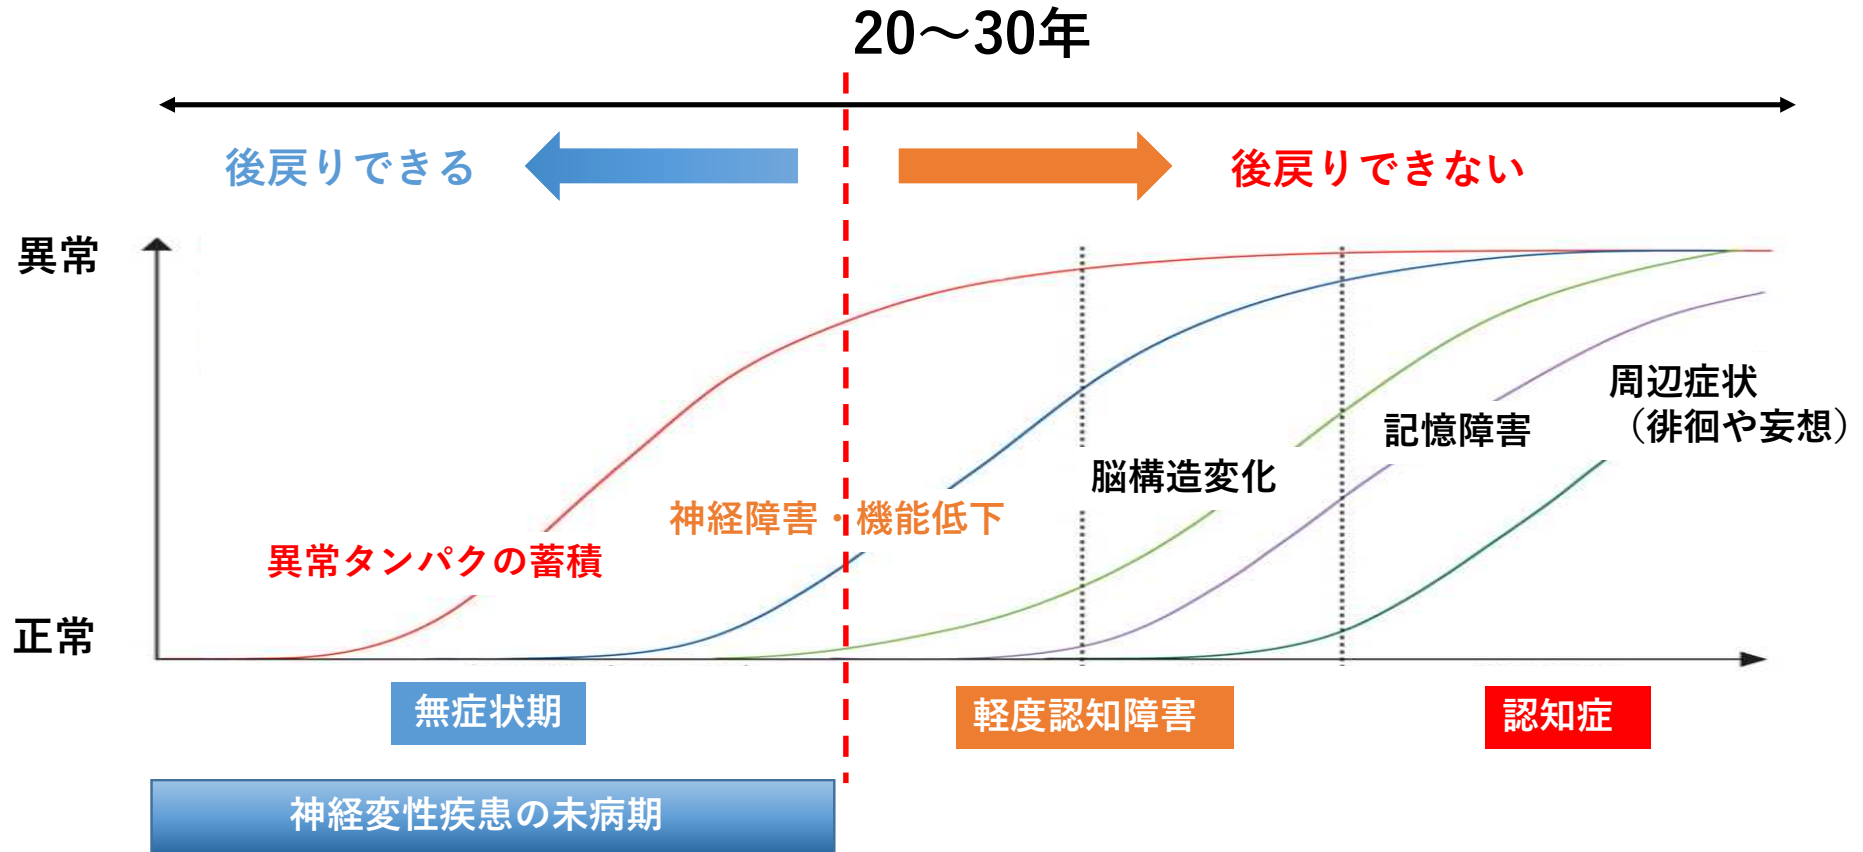 20～30年
後戻りできる
後戻りできない
異常
周辺症状
（徘徊や妄想）
記憶障害
脳構造変化
神経障害・機能低下
異常タンパクの蓄積
正常
無症状期
軽度認知障害
認知症
神経変性疾患の未病期